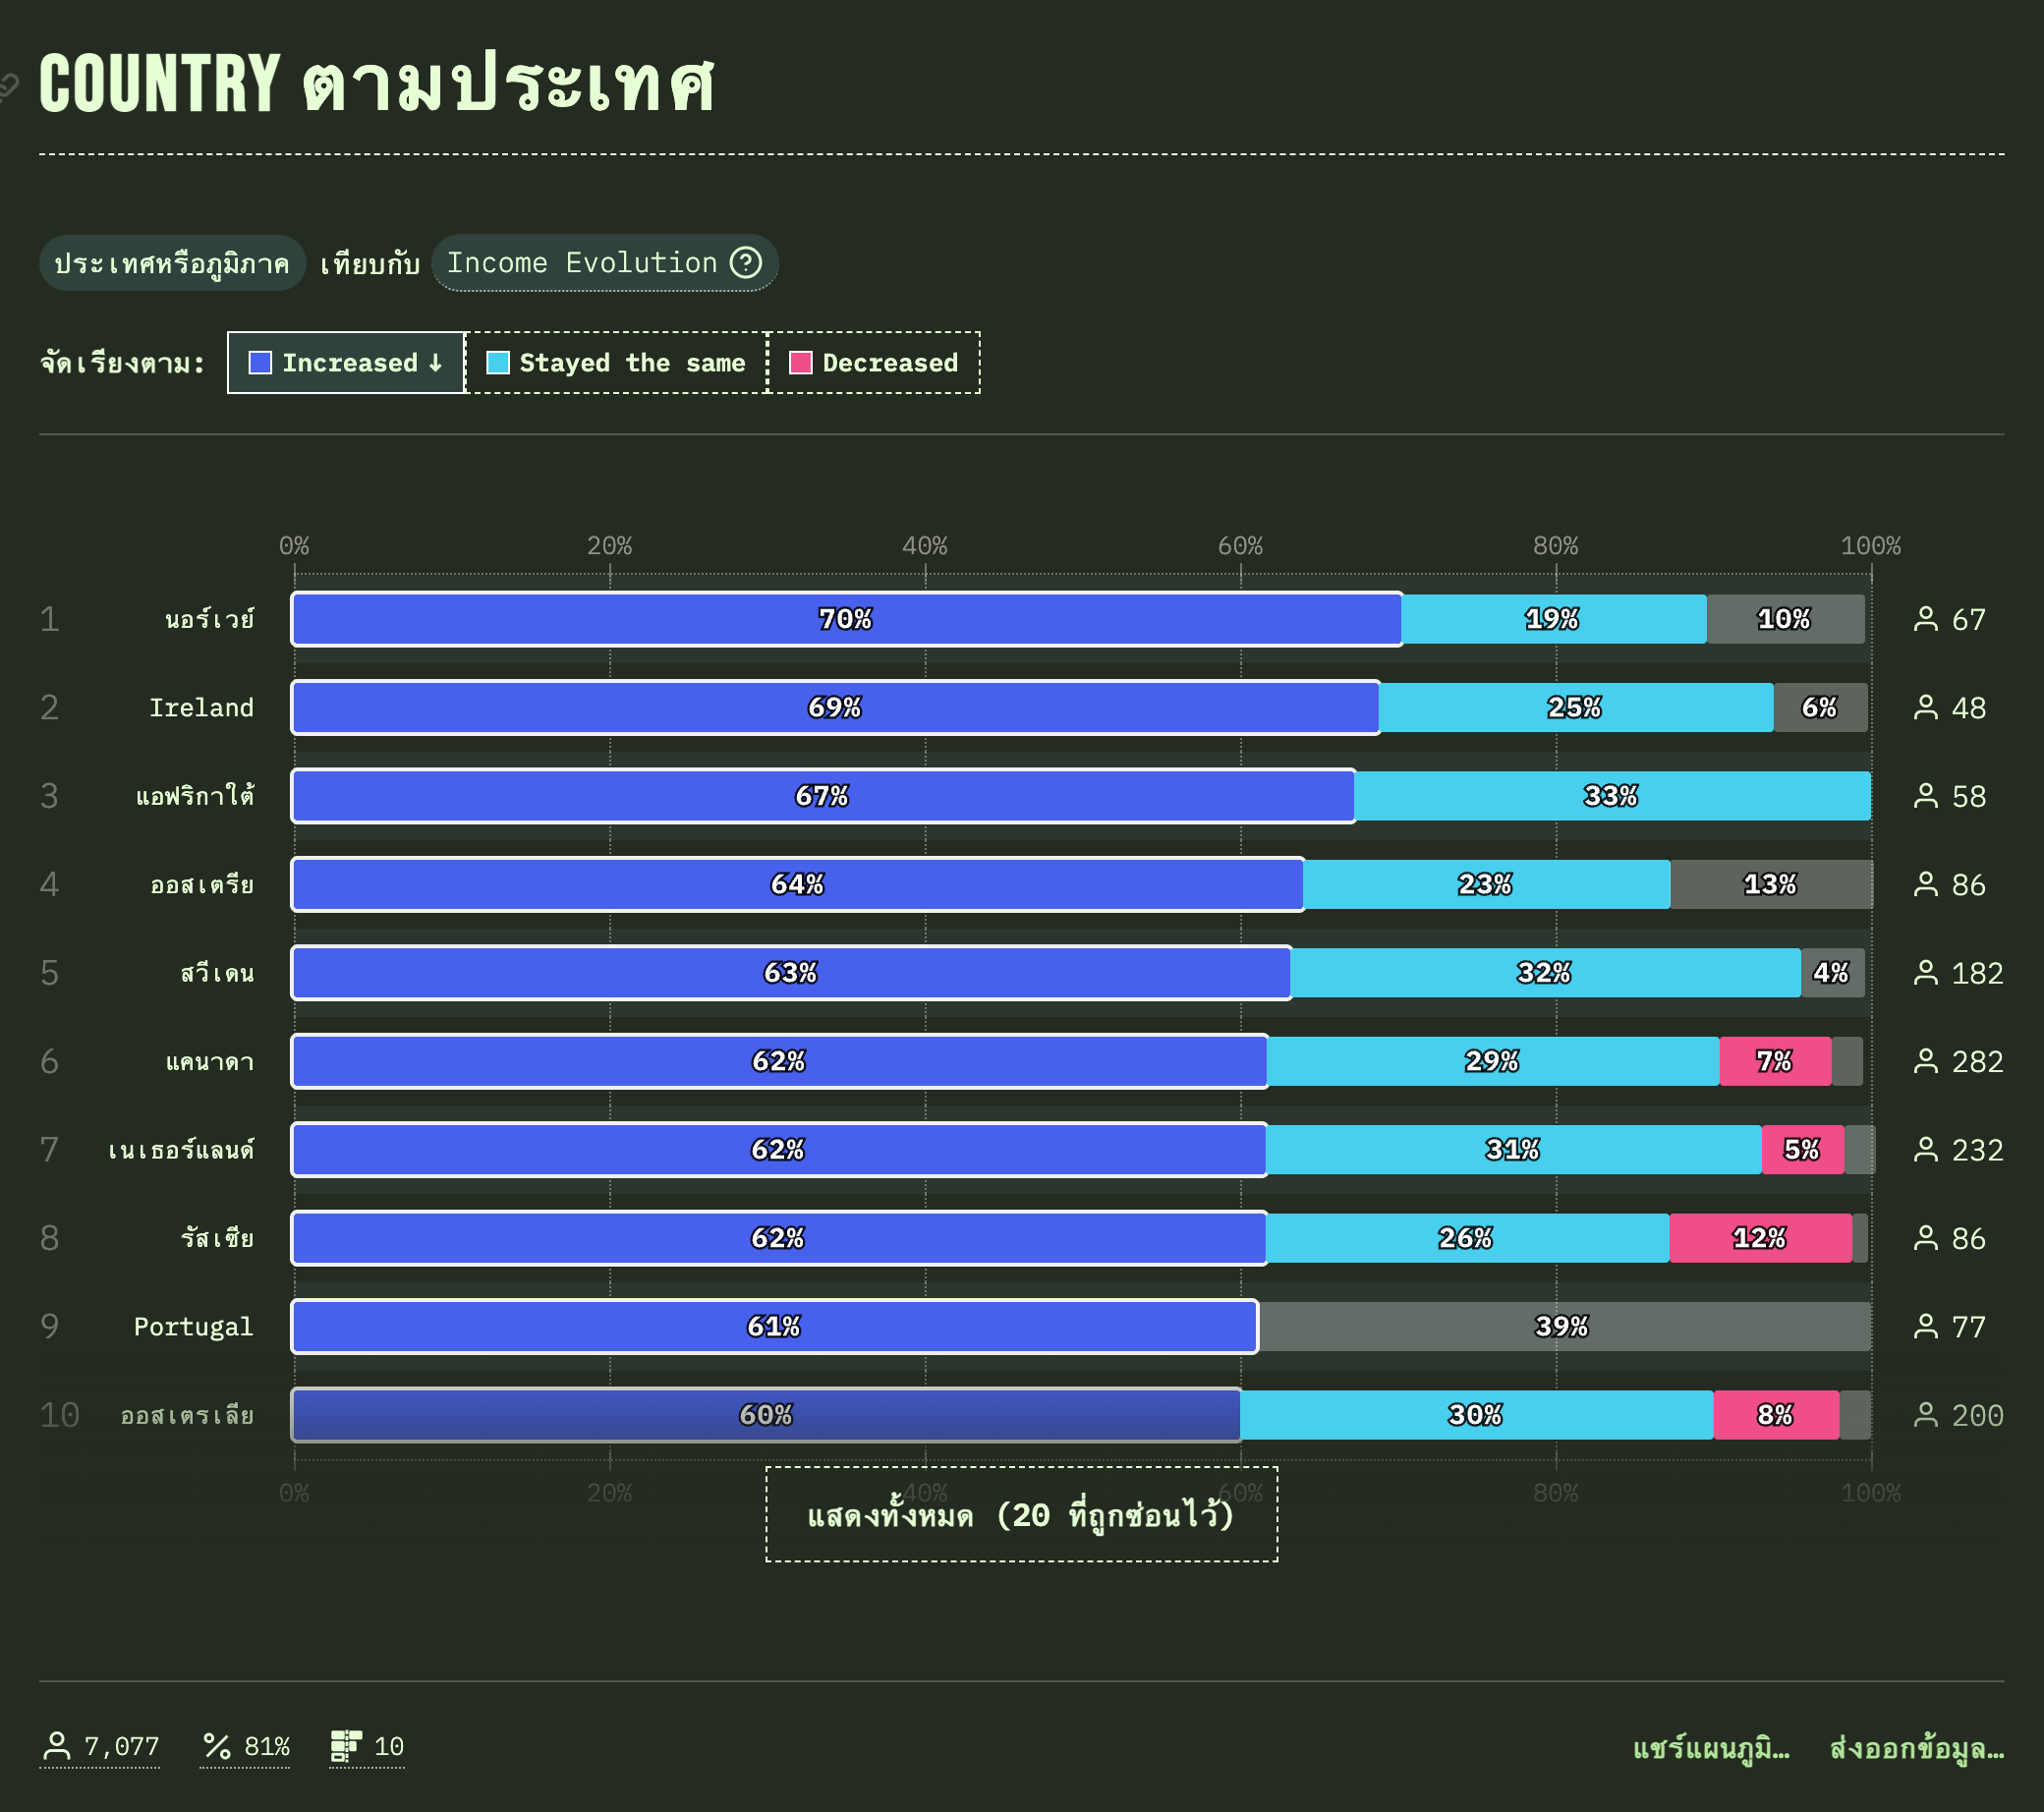 COUNTRY ตามประเทศ
ประเทศหรือภูมิภาค เทียบกับ Income Evolution ?
จัดเรียงตาม: Increased ↓ Stayed the same Decreased
0% 20% 40% 60% 80% 100%
1 นอร์เวย์ 70% 19% 10% 67
2 Ireland 69% 25% 6% 48
3 แอฟริกาใต้ 67% 33% 58
4 ออสเตรีย 64% 23% 13% 86
5 สวีเดน 63% 32% 4% 182
6 แคนาดา 62% 29% 7% 282
7 เนเธอร์แลนด์ 62% 31% 5% 232
8 รัสเซีย 62% 26% 12% 86
9 Portugal 61% 39% 77
10 ออสเตรเลีย 60% 30% 8% 200
0% 20% 40% 60% 80% 100%
แสดงทั้งหมด (20 ที่ถูกซ่อนไว้)
7,077 81% 10 แชร์แผนภูมิ… ส่งออกข้อมูล…